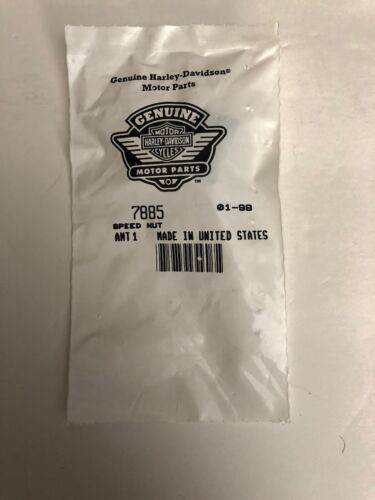 Genuine Harley-Davidson®
Motor Parts
GENUINE
MOTOR
HARLEY-DAVIDSON
CYCLES
MOTOR PARTS
TM
7885 01-98
SPEED NUT
AMT 1 MADE IN UNITED STATES